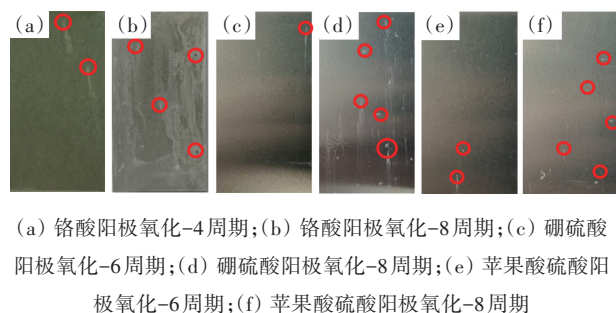 (a)
(b)
(c)
(d)
(e)
(f)
(a) 铬酸阳极氧化-4周期;(b) 铬酸阳极氧化-8周期;(c) 硼硫酸
阳极氧化-6周期;(d) 硼硫酸阳极氧化-8周期;(e) 苹果酸硫酸阳
极氧化-6周期;(f) 苹果酸硫酸阳极氧化-8周期